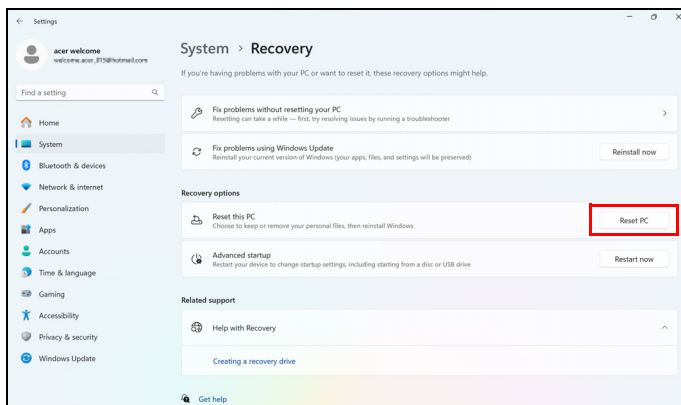 Settings
acer welcome
System > Recovery
If you're having problems with your PC or want to reset it, these recovery options might help.
Find a setting
Home
System
Bluetooth & devices
Network & internet
Personalization
Apps
Accounts
Time & language
Gaming
Accessibility
Privacy & security
Windows Update
Fix problems without resetting your PC
Resetting can take a while — first, try resolving issues by running a troubleshooter
Fix problems using Windows Update
Reinstall your current version of Windows (your apps, files, and settings will be preserved)
Reinstall now
Recovery options
Reset this PC
Choose to keep or remove your personal files, then reinstall Windows
Reset PC
Advanced startup
Restart your device to change startup settings, including starting from a disc or USB drive
Restart now
Related support
Help with Recovery
Creating a recovery drive
Get help